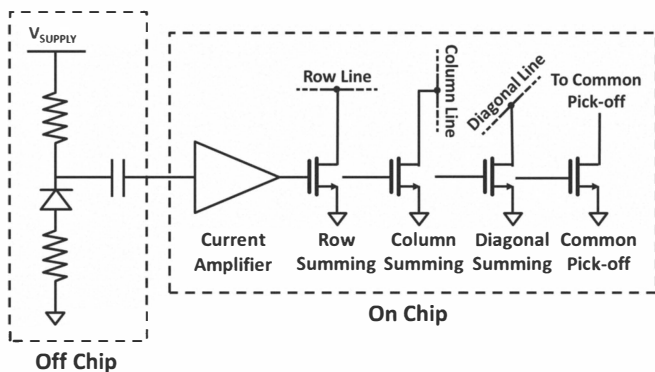 V_SUPPLY
Row Line
Column
Line
Diagonal Line
To Common
Pick-off
Current
Amplifier
Row
Summing
Column
Summing
Diagonal
Summing
Common
Pick-off
On Chip
Off Chip